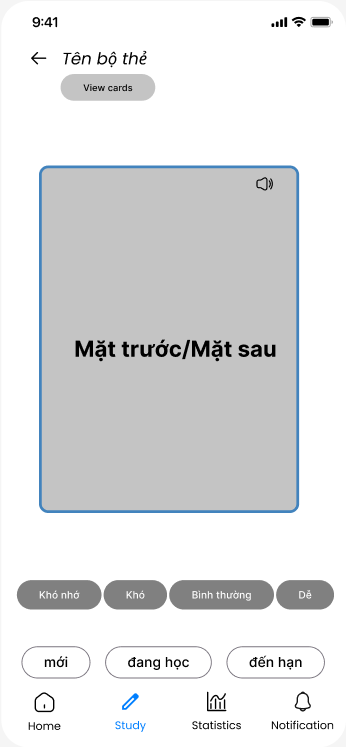 9:41
Tên bộ thẻ
View cards
Mặt trước/Mặt sau
Khó nhớ Khó Bình thường Dễ
mới đang học đến hạn
Home Study Statistics Notification